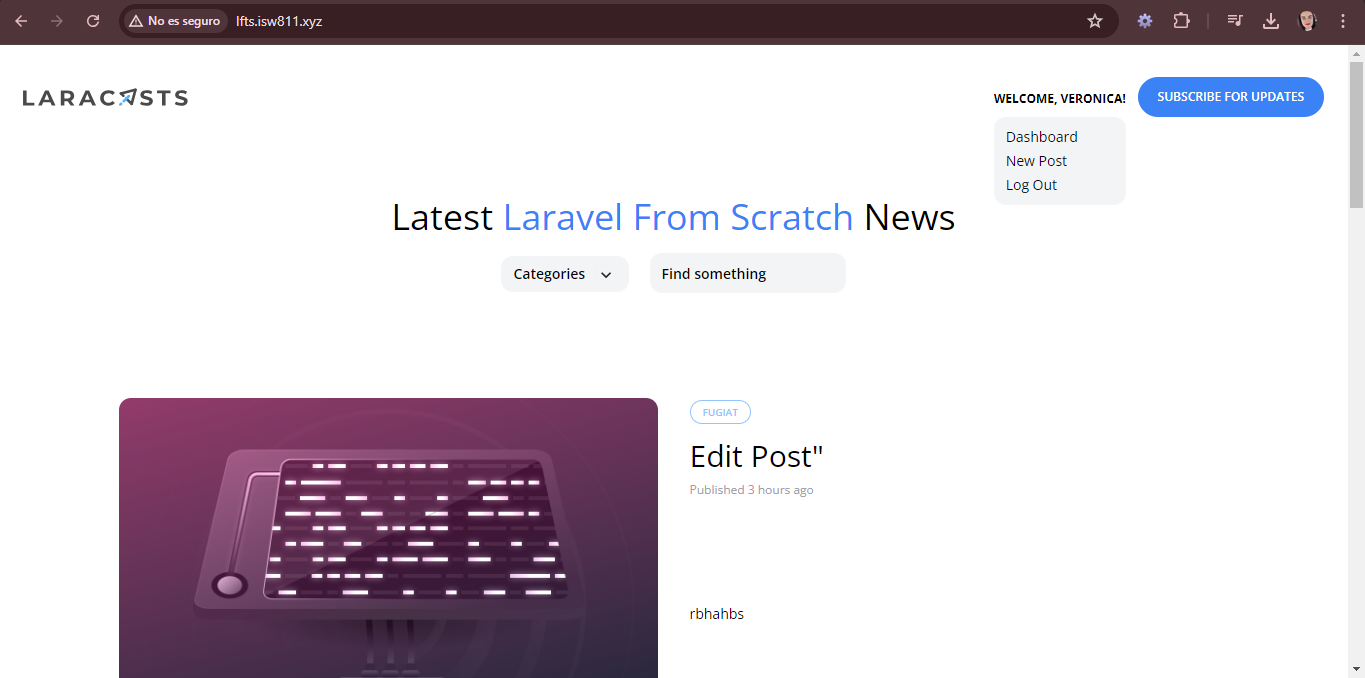 No es seguro
lfts.isw811.xyz
LARACASTS
WELCOME, VERONICA!
SUBSCRIBE FOR UPDATES
Dashboard
New Post
Log Out
Latest Laravel From Scratch News
Categories
Find something
FUGIAT
Edit Post"
Published 3 hours ago
rbhahbs